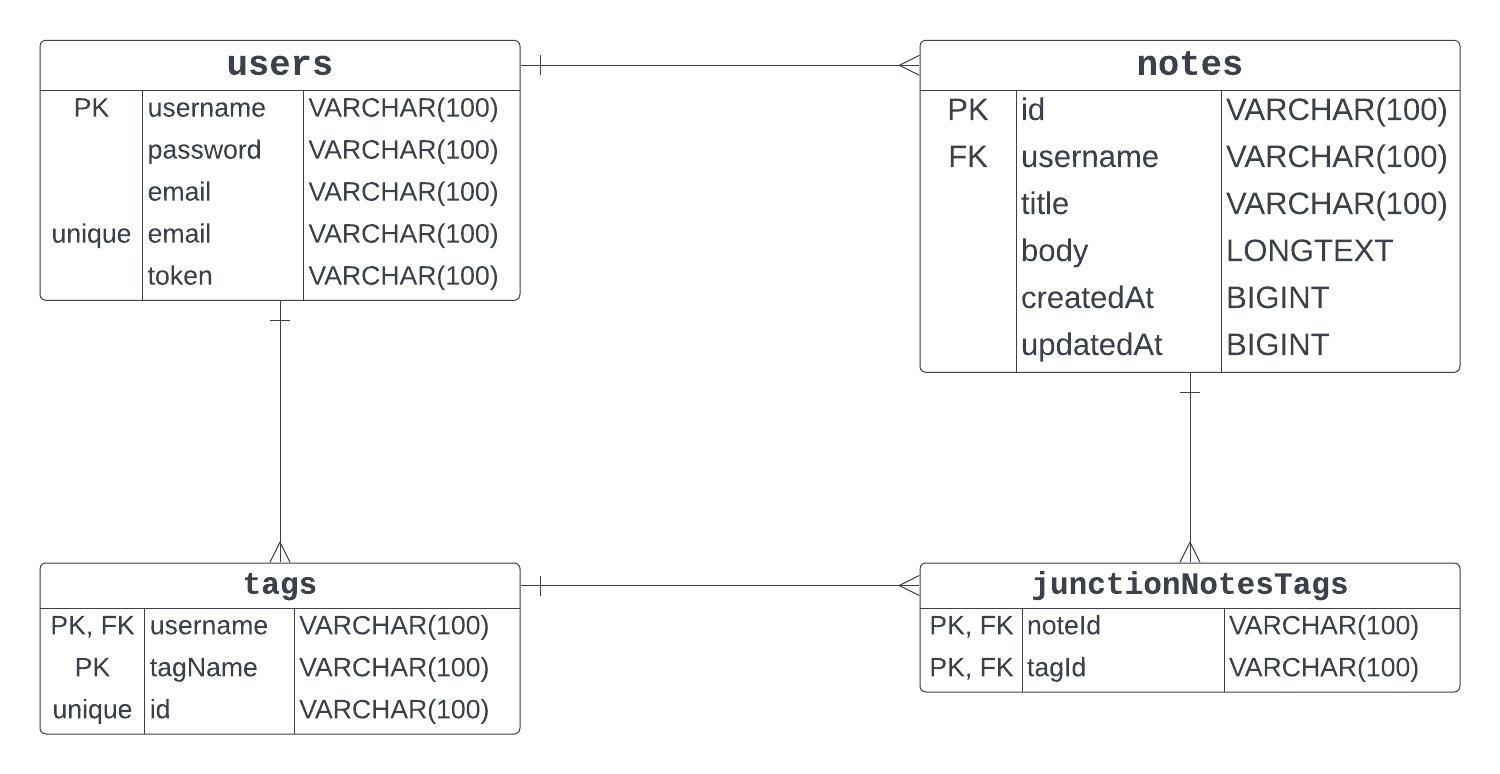 users
PK username VARCHAR(100)
password VARCHAR(100)
email VARCHAR(100)
unique email VARCHAR(100)
token VARCHAR(100)
notes
PK id VARCHAR(100)
FK username VARCHAR(100)
title VARCHAR(100)
body LONGTEXT
createdAt BIGINT
updatedAt BIGINT
tags
PK, FK username VARCHAR(100)
PK tagName VARCHAR(100)
unique id VARCHAR(100)
junctionNotesTags
PK, FK noteId VARCHAR(100)
PK, FK tagId VARCHAR(100)